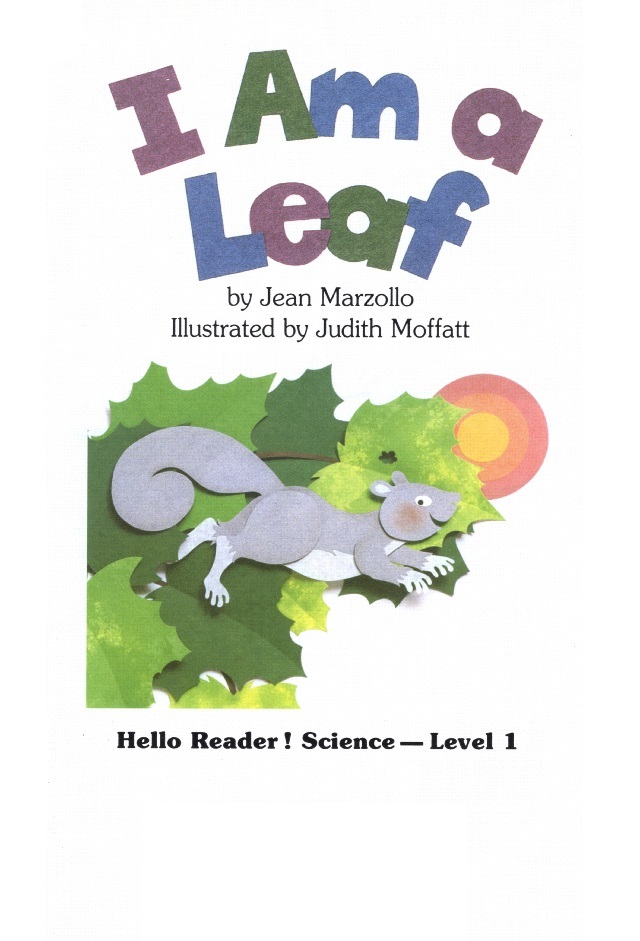 I Am a
Leaf
by Jean Marzollo
Illustrated by Judith Moffatt
Hello Reader! Science — Level 1